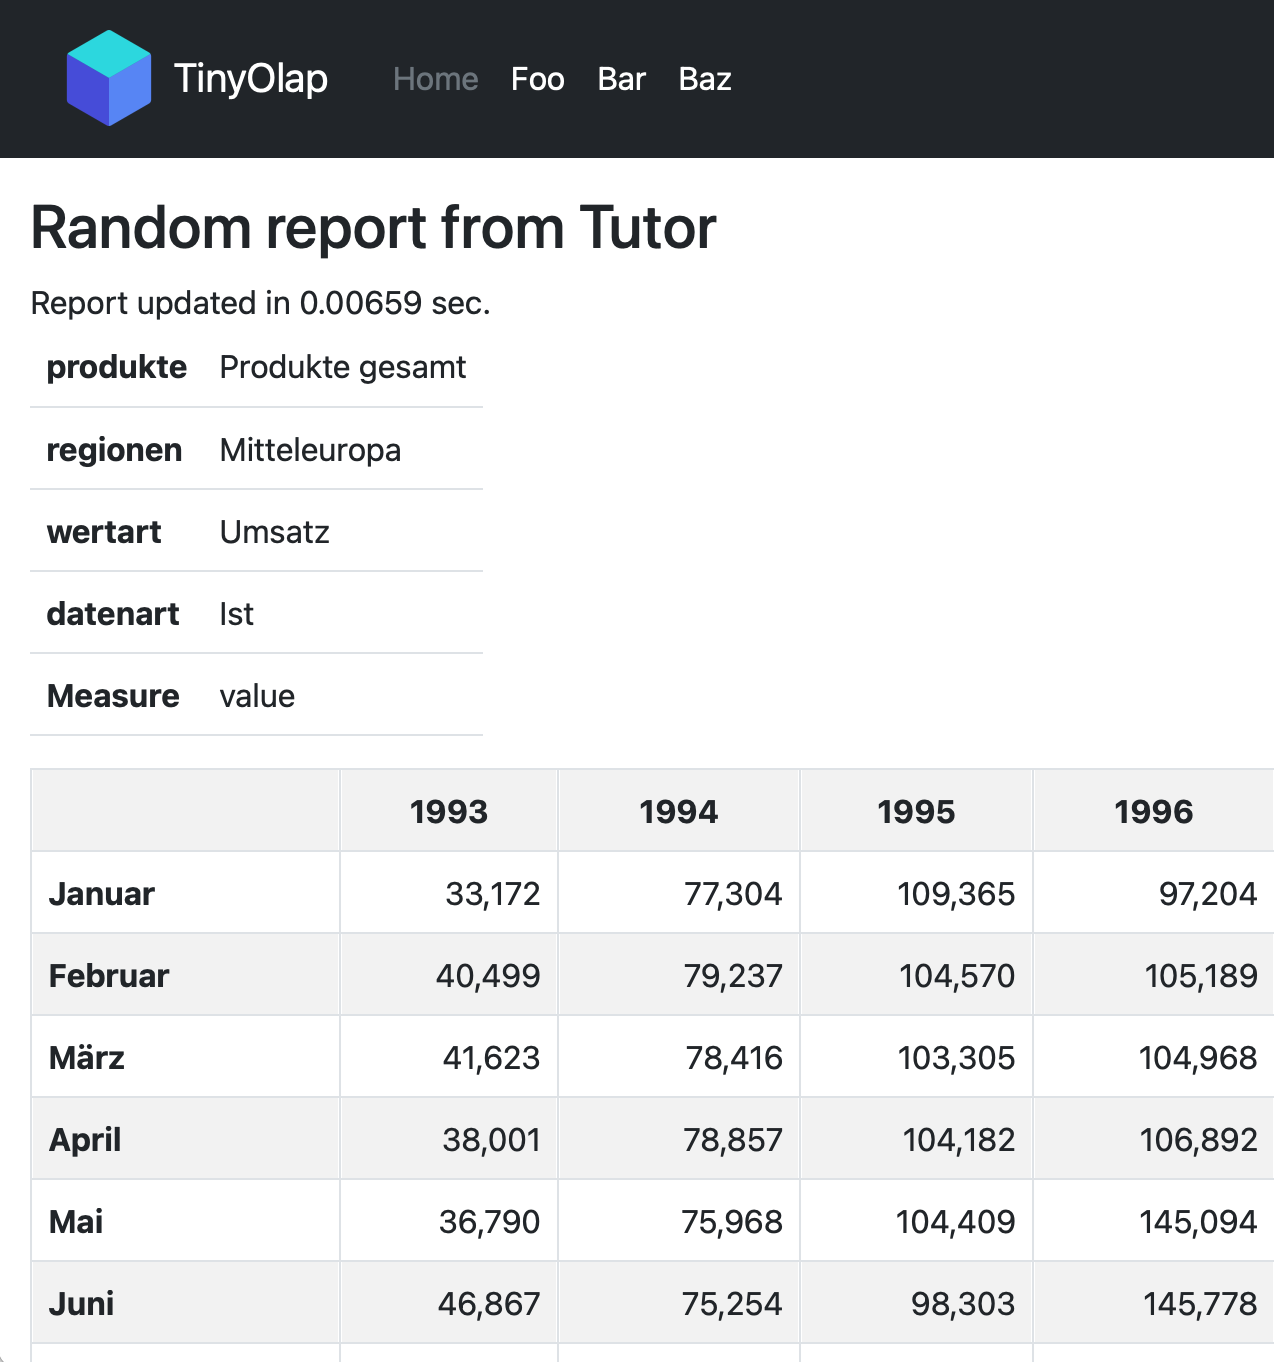 TinyOlap Home Foo Bar Baz
Random report from Tutor
Report updated in 0.00659 sec.
produkte Produkte gesamt
regionen Mitteleuropa
wertart Umsatz
datenart Ist
Measure value
1993 1994 1995 1996
Januar 33,172 77,304 109,365 97,204
Februar 40,499 79,237 104,570 105,189
März 41,623 78,416 103,305 104,968
April 38,001 78,857 104,182 106,892
Mai 36,790 75,968 104,409 145,094
Juni 46,867 75,254 98,303 145,778